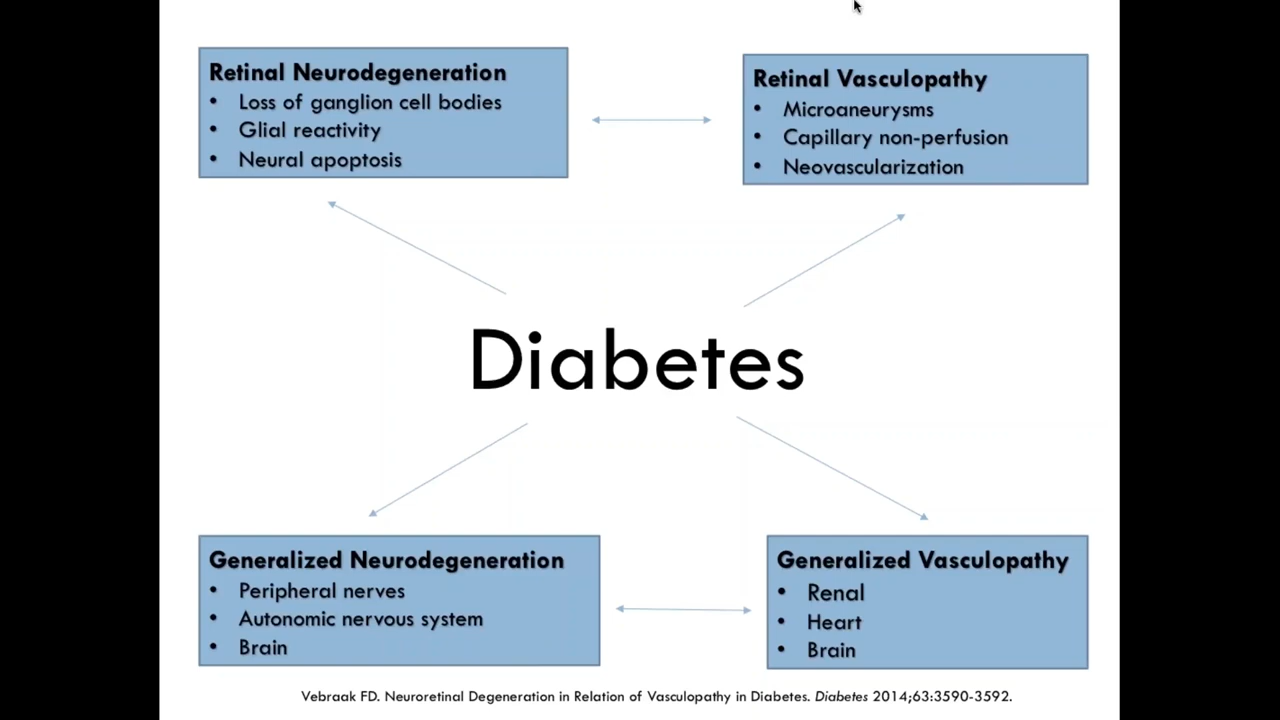 Retinal Neurodegeneration
• Loss of ganglion cell bodies
• Glial reactivity
• Neural apoptosis
Retinal Vasculopathy
• Microaneurysms
• Capillary non-perfusion
• Neovascularization
Diabetes
Generalized Neurodegeneration
• Peripheral nerves
• Autonomic nervous system
• Brain
Generalized Vasculopathy
• Renal
• Heart
• Brain
Vebraak FD. Neuroretinal Degeneration in Relation of Vasculopathy in Diabetes. Diabetes 2014;63:3590-3592.